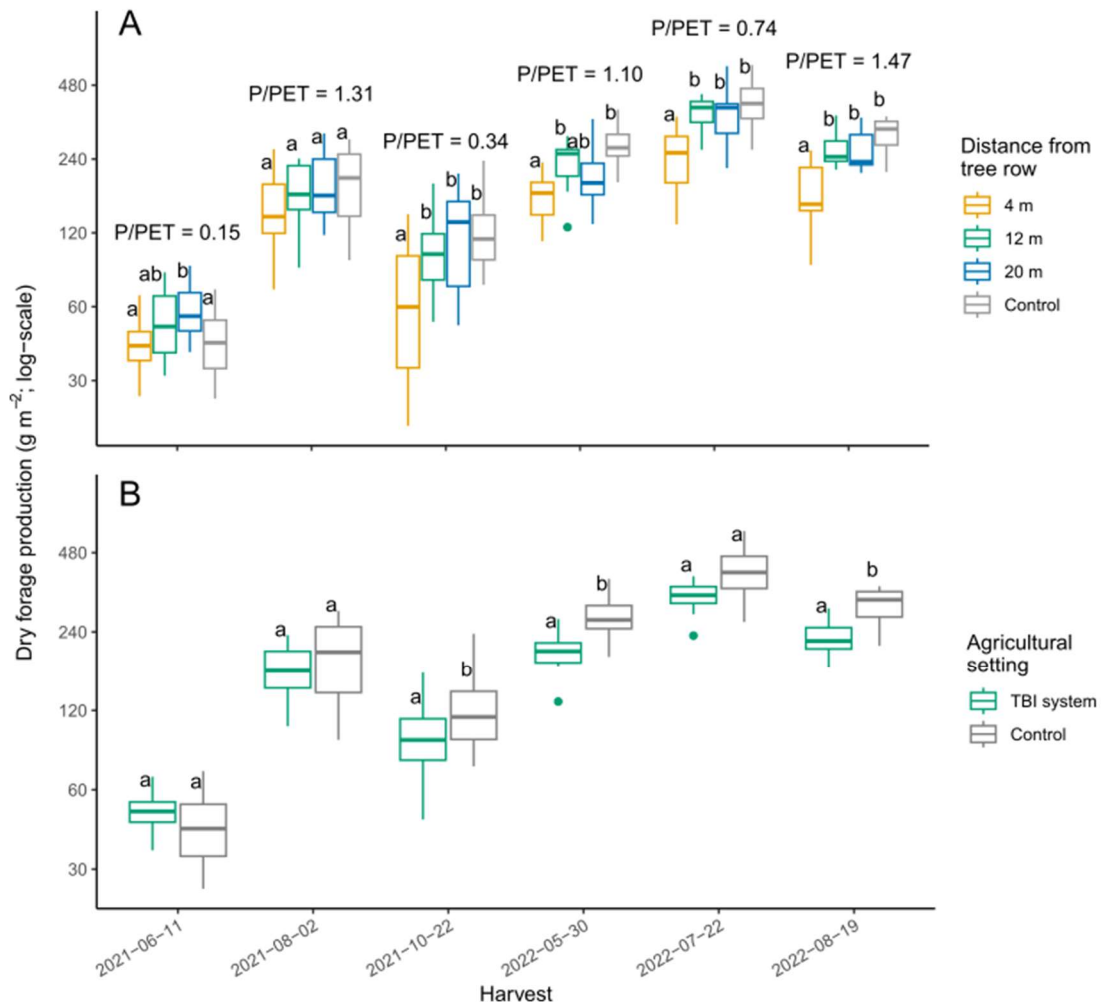 A
P/PET = 0.74
P/PET = 1.47
P/PET = 1.10
P/PET = 1.31
P/PET = 0.34
P/PET = 0.15
480
240
120
60
30
a ab b a
a a a a
a b b b
a b ab b
a b b b
a b b b
Distance from
tree row
4 m
12 m
20 m
Control
Dry forage production (g m−2; log−scale)
B
480
240
120
60
30
a a
a a
a b
a b
a a
a b
Agricultural
setting
TBI system
Control
2021−06−11
2021−08−02
2021−10−22
2022−05−30
2022−07−22
2022−08−19
Harvest